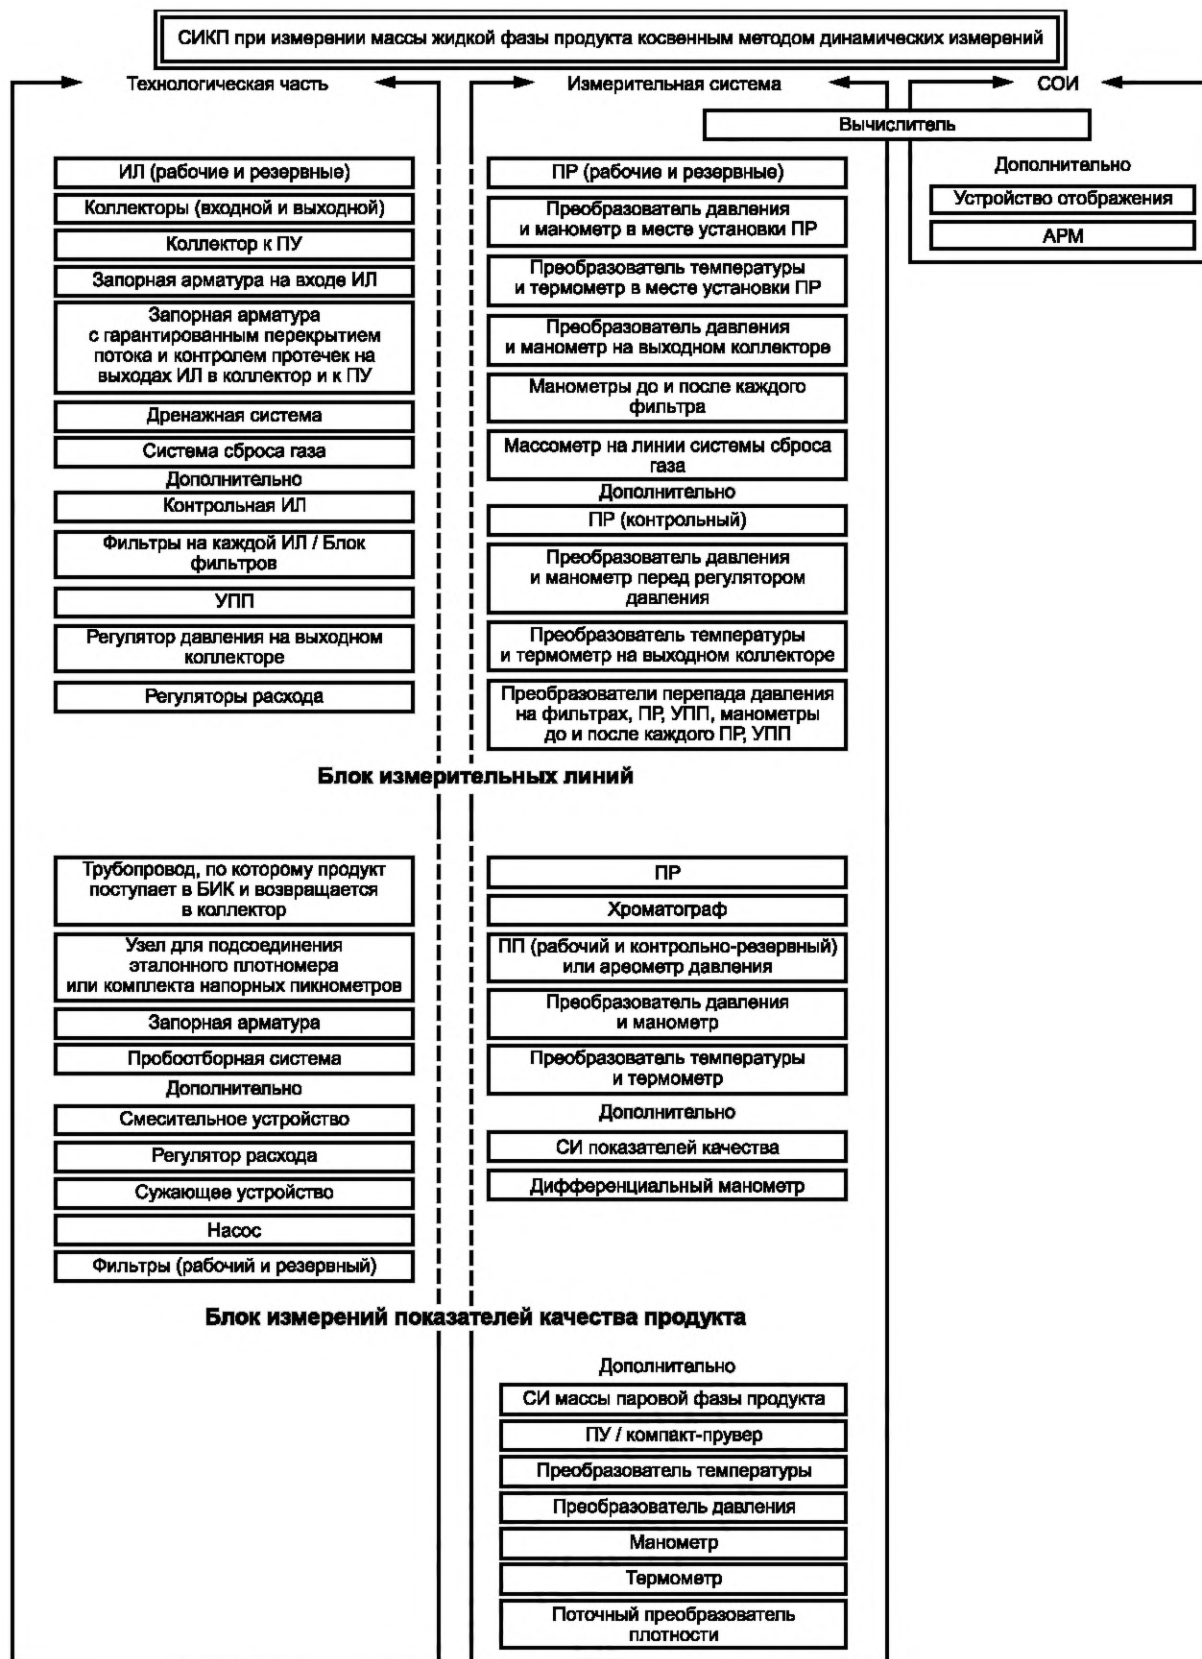 СИКП при измерении массы жидкой фазы продукта косвенным методом динамических измерений
Технологическая часть
Измерительная система
СОИ
Вычислитель
Дополнительно
Устройство отображения
АРМ
ИЛ (рабочие и резервные)
Коллекторы (входной и выходной)
Коллектор к ПУ
Запорная арматура на входе ИЛ
Запорная арматура
с гарантированным перекрытием
потока и контролем протечек на
выходах ИЛ в коллектор и к ПУ
Дренажная система
Система сброса газа
Дополнительно
Контрольная ИЛ
Фильтры на каждой ИЛ / Блок
фильтров
УПП
Регулятор давления на выходном
коллекторе
Регуляторы расхода
ПР (рабочие и резервные)
Преобразователь давления
и манометр в месте установки ПР
Преобразователь температуры
и термометр в месте установки ПР
Преобразователь давления
и манометр на выходном коллекторе
Манометры до и после каждого
фильтра
Массометр на линии системы сброса
газа
Дополнительно
ПР (контрольный)
Преобразователь давления
и манометр перед регулятором
давления
Преобразователь температуры
и термометр на выходном коллекторе
Преобразователи перепада давления
на фильтрах, ПР, УПП, манометры
до и после каждого ПР, УПП
Блок измерительных линий
Трубопровод, по которому продукт
поступает в БИК и возвращается
в коллектор
Узел для подсоединения
эталонного плотномера
или комплекта напорных пикнометров
Запорная арматура
Пробоотборная система
Дополнительно
Смесительное устройство
Регулятор расхода
Сужающее устройство
Насос
Фильтры (рабочий и резервный)
ПР
Хроматограф
ПП (рабочий и контрольно-резервный)
или ареометр давления
Преобразователь давления
и манометр
Преобразователь температуры
и термометр
Дополнительно
СИ показателей качества
Дифференциальный манометр
Блок измерений показателей качества продукта
Дополнительно
СИ массы паровой фазы продукта
ПУ / компакт-прувер
Преобразователь температуры
Преобразователь давления
Манометр
Термометр
Поточный преобразователь
плотности